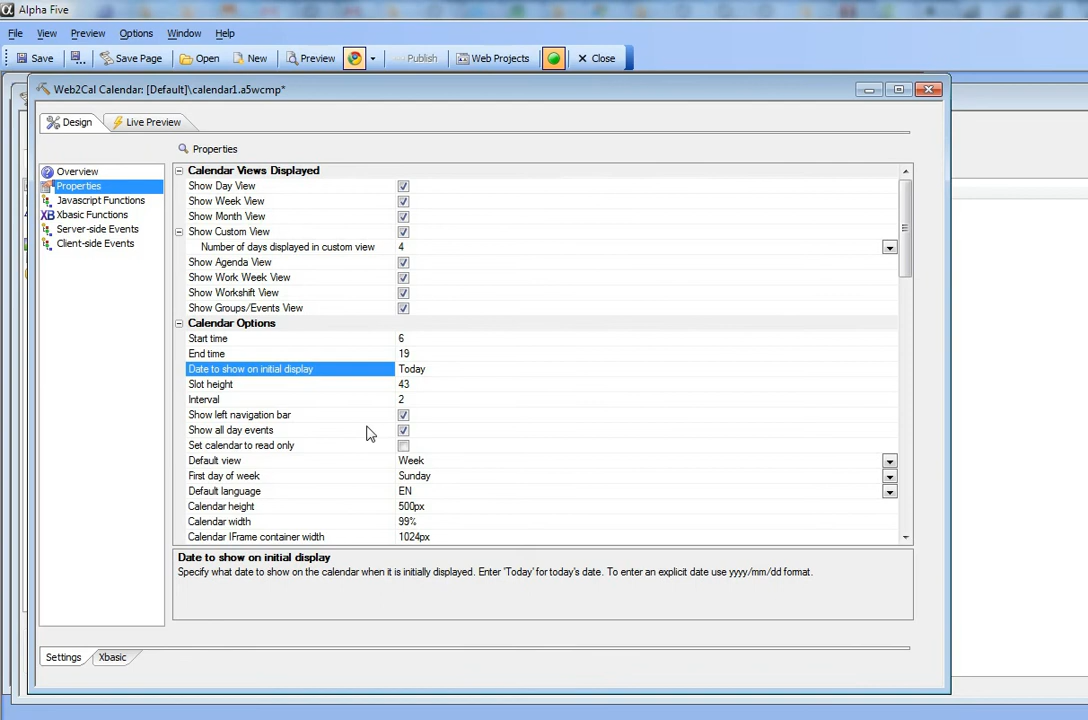 Alpha Five
File View Preview Options Window Help
Save Save Page Open New Preview Publish Web Projects Close
Web2Cal Calendar: [Default]\calendar1.a5wcmp*
Design Live Preview
Properties
Overview
Properties
Javascript Functions
Xbasic Functions
Server-side Events
Client-side Events
Calendar Views Displayed
Show Day View
Show Week View
Show Month View
Show Custom View
Number of days displayed in custom view 4
Show Agenda View
Show Work Week View
Show Workshift View
Show Groups/Events View
Calendar Options
Start time 6
End time 19
Date to show on initial display Today
Slot height 43
Interval 2
Show left navigation bar
Show all day events
Set calendar to read only
Default view Week
First day of week Sunday
Default language EN
Calendar height 500px
Calendar width 99%
Calendar IFrame container width 1024px
Date to show on initial display
Specify what date to show on the calendar when it is initially displayed. Enter 'Today' for today's date. To enter an explicit date use yyyy/mm/dd format.
Settings Xbasic